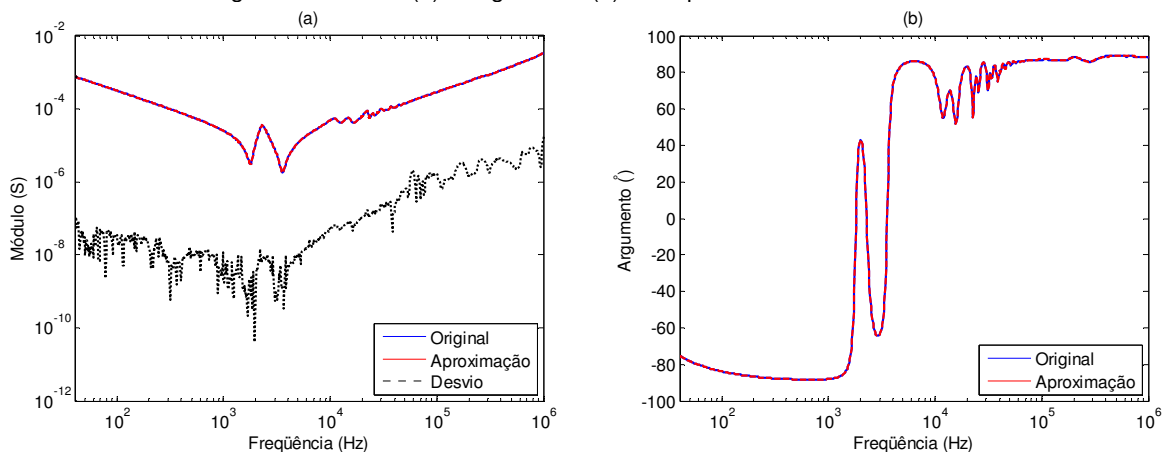 (a)
Módulo (S)
10^-2
10^-4
10^-6
10^-8
10^-10
10^-12
10^2
10^3
10^4
10^5
10^6
Freqüência (Hz)
Original
Aproximação
Desvio
(b)
Argumento (°)
100
80
60
40
20
0
-20
-40
-60
-80
-100
10^2
10^3
10^4
10^5
10^6
Freqüência (Hz)
Original
Aproximação